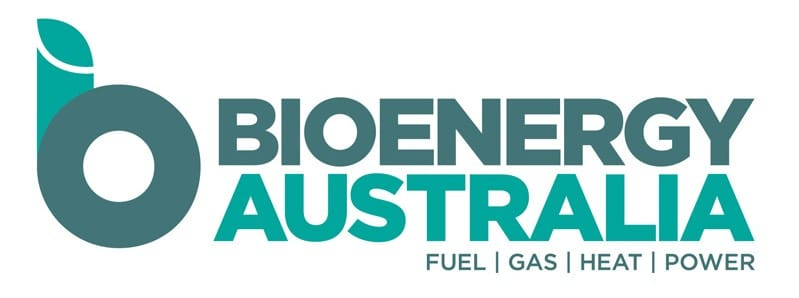 BIOENERGY
AUSTRALIA
FUEL | GAS | HEAT | POWER